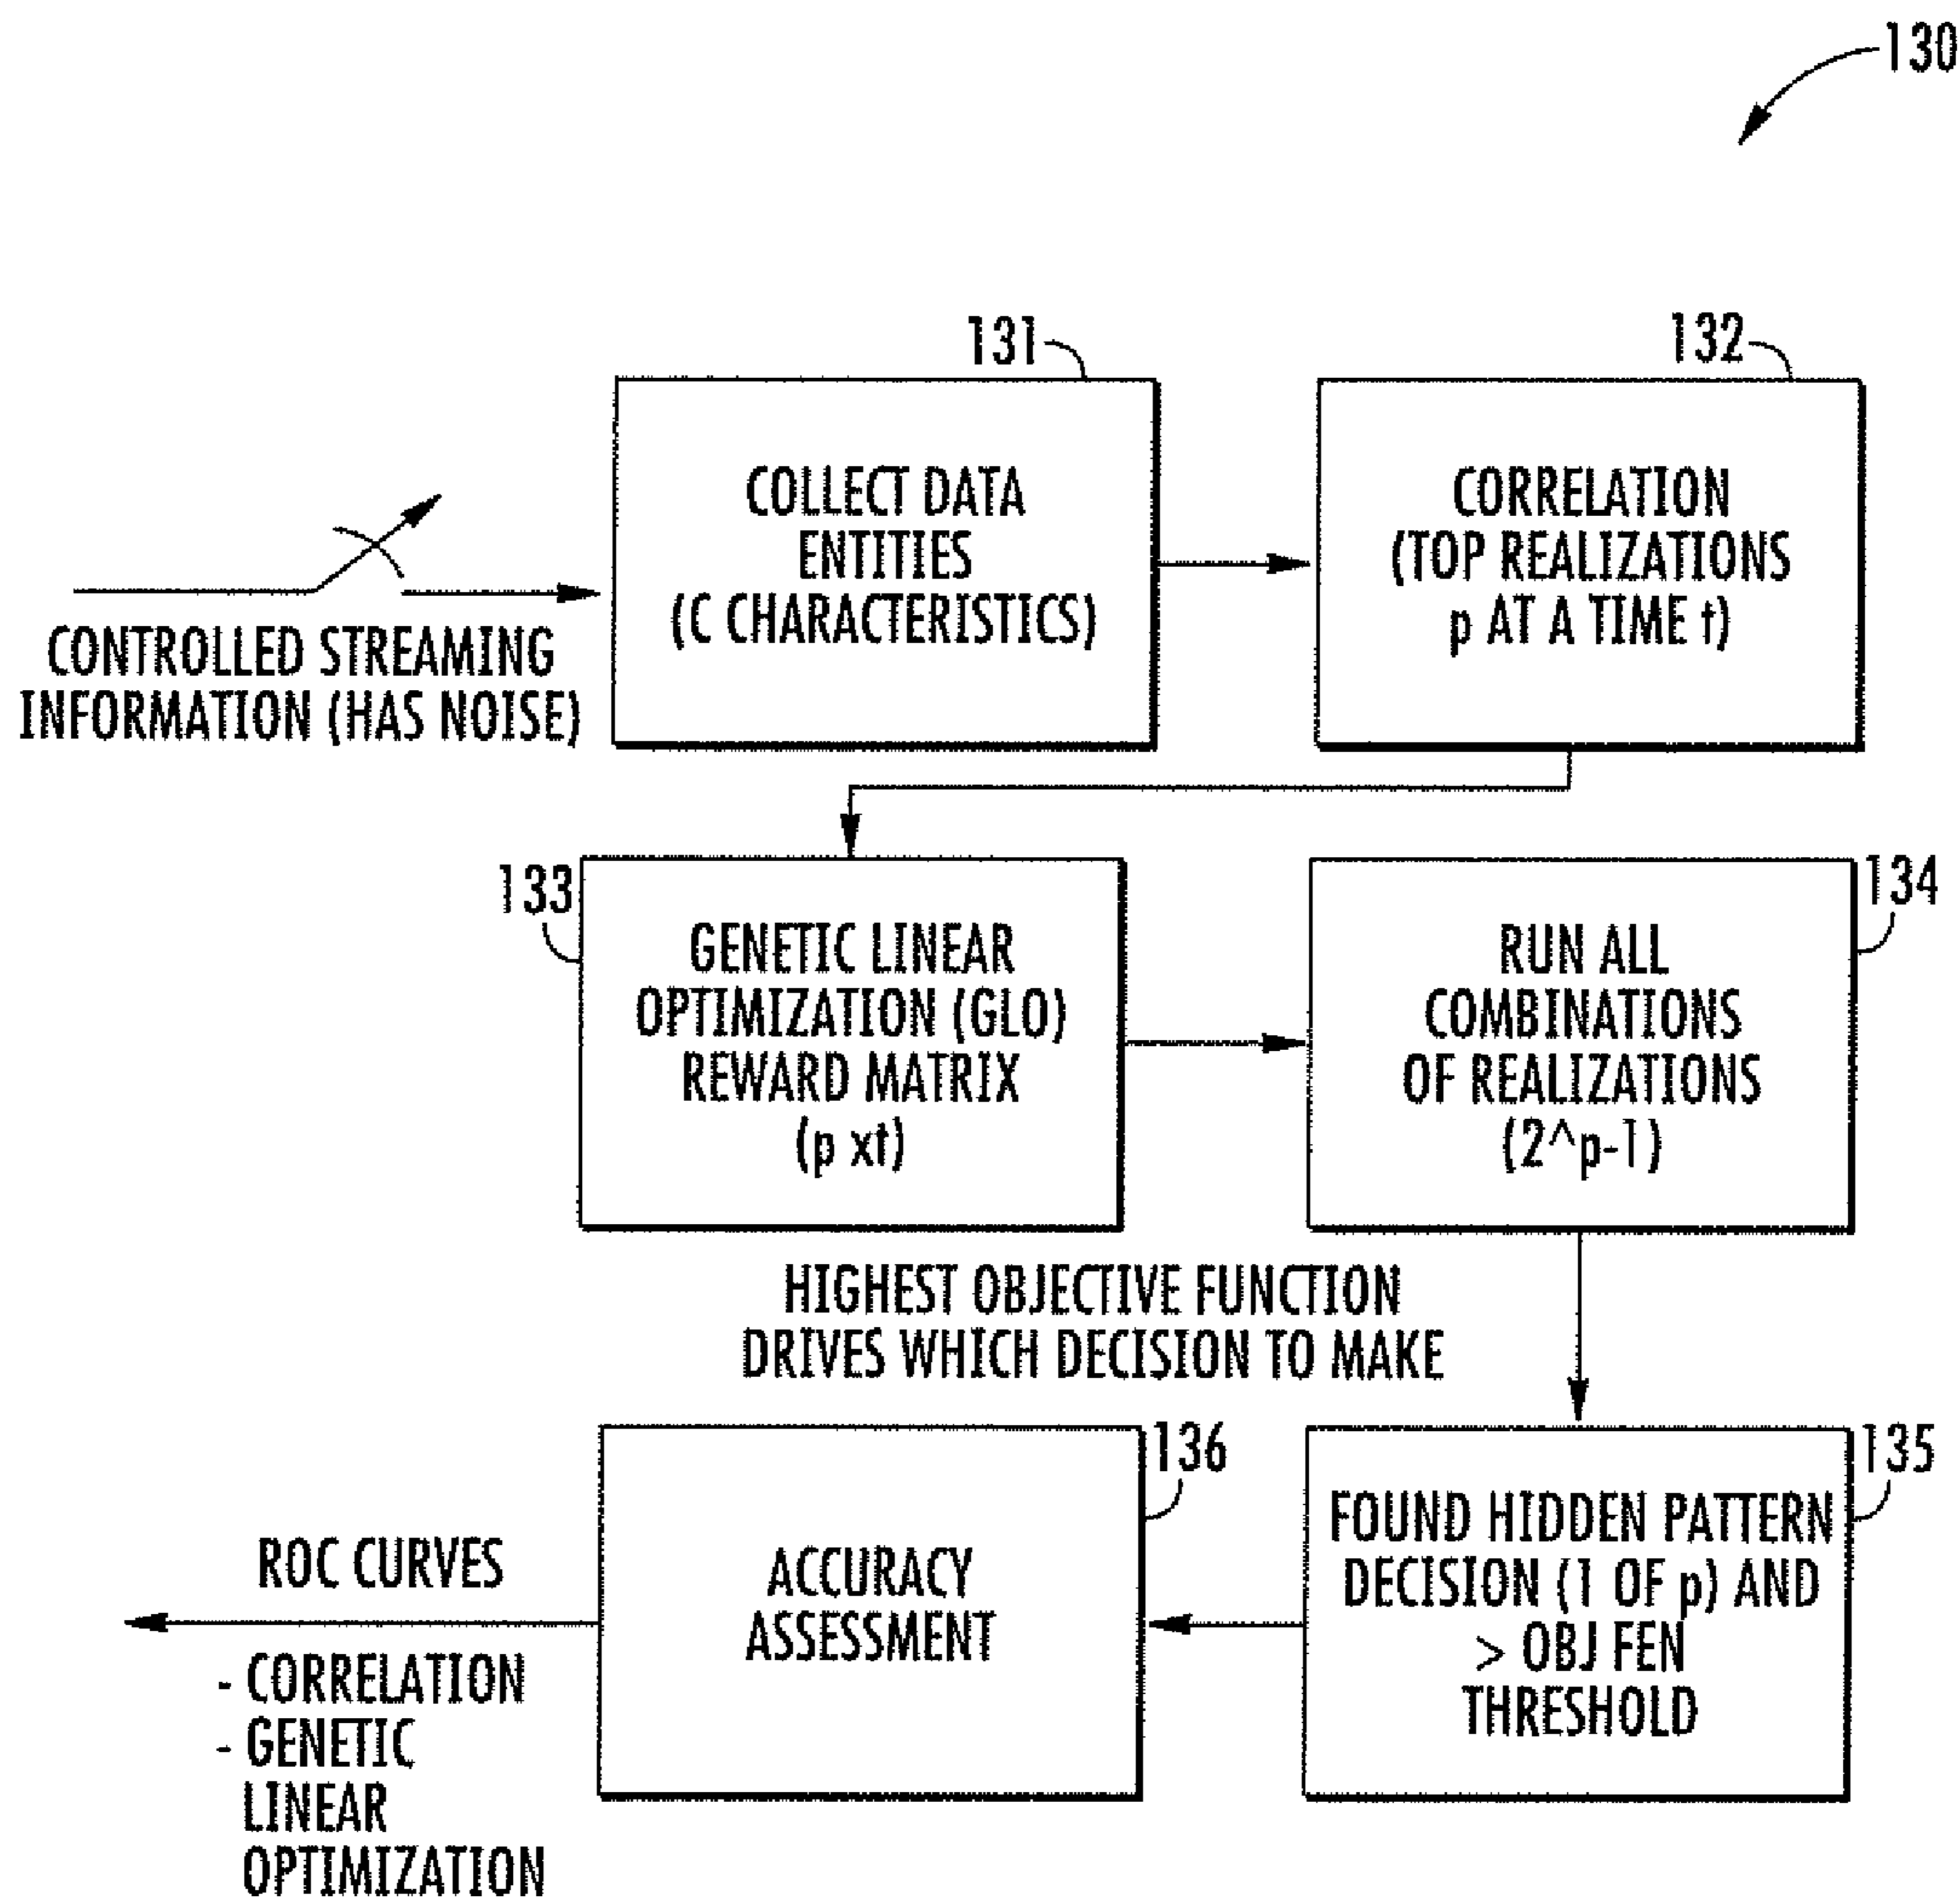 130
131
COLLECT DATA
ENTITIES
(C CHARACTERISTICS)
132
CORRELATION
(TOP REALIZATIONS
p AT A TIME t)
CONTROLLED STREAMING
INFORMATION (HAS NOISE)
133
GENETIC LINEAR
OPTIMIZATION (GLO)
REWARD MATRIX
(p xt)
134
RUN ALL
COMBINATIONS
OF REALIZATIONS
(2^p-1)
HIGHEST OBJECTIVE FUNCTION
DRIVES WHICH DECISION TO MAKE
135
FOUND HIDDEN PATTERN
DECISION (1 OF p) AND
> OBJ FEN
THRESHOLD
136
ACCURACY
ASSESSMENT
ROC CURVES
- CORRELATION
- GENETIC
LINEAR
OPTIMIZATION